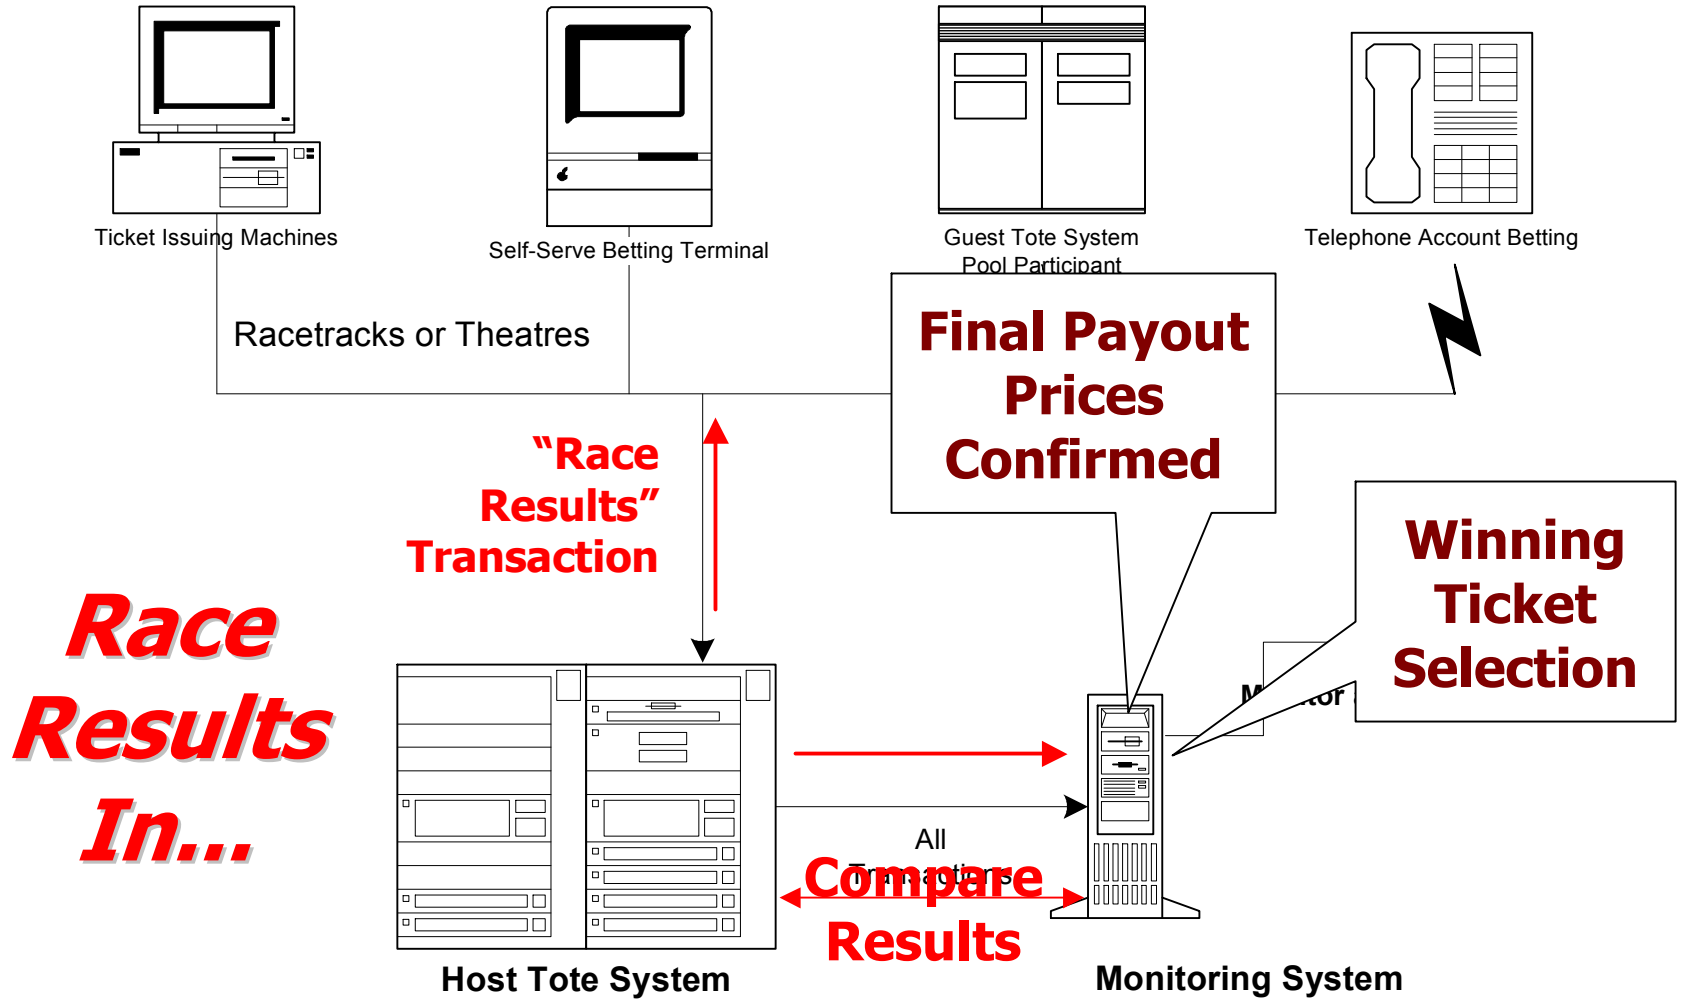 Ticket Issuing Machines
Self-Serve Betting Terminal
Guest Tote System
Pool Participant
Telephone Account Betting
Racetracks or Theatres
Final Payout
Prices
Confirmed
“Race
Results”
Transaction
Winning
Ticket
Selection
Race
Results
In...
All
Transactions
Compare
Results
Host Tote System
Monitoring System